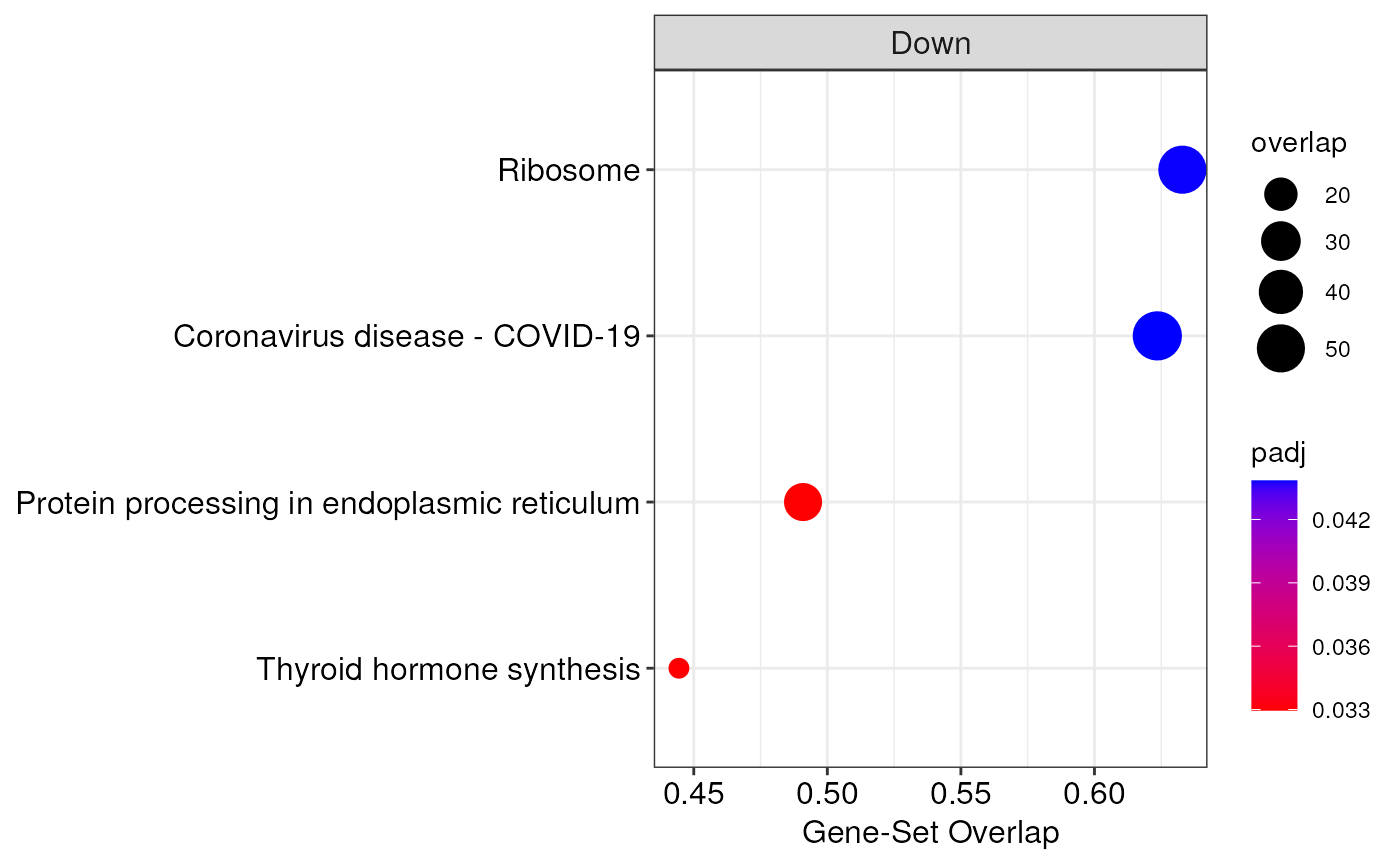 Down
Ribosome
Coronavirus disease - COVID-19
Protein processing in endoplasmic reticulum
Thyroid hormone synthesis
0.45 0.50 0.55 0.60
Gene-Set Overlap
overlap
20
30
40
50
padj
0.042
0.039
0.036
0.033